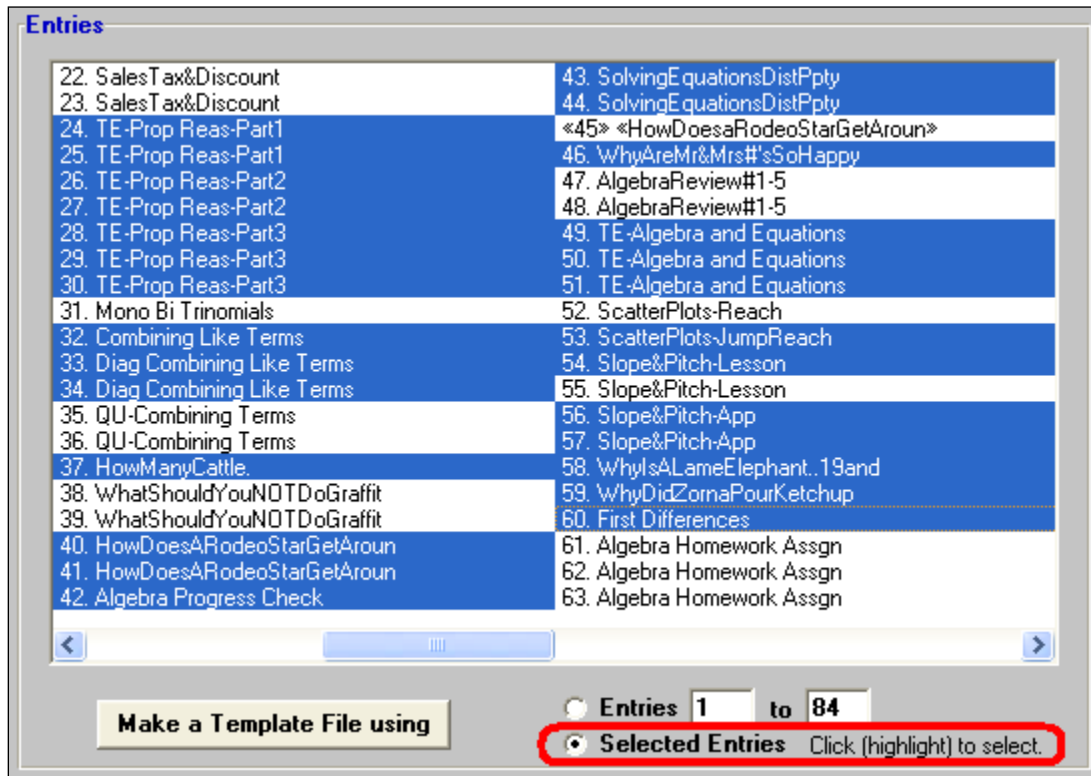 Entries
22. SalesTax&Discount
23. SalesTax&Discount
24. TE-Prop Reas-Part1
25. TE-Prop Reas-Part1
26. TE-Prop Reas-Part2
27. TE-Prop Reas-Part2
28. TE-Prop Reas-Part3
29. TE-Prop Reas-Part3
30. TE-Prop Reas-Part3
31. Mono Bi Trinomials
32. Combining Like Terms
33. Diag Combining Like Terms
34. Diag Combining Like Terms
35. QU-Combining Terms
36. QU-Combining Terms
37. HowManyCattle.
38. WhatShouldYouNOTDoGraffit
39. WhatShouldYouNOTDoGraffit
40. HowDoesARodeoStarGetAroun
41. HowDoesARodeoStarGetAroun
42. Algebra Progress Check
43. SolvingEquationsDistPpty
44. SolvingEquationsDistPpty
«45» «HowDoesaRodeoStarGetAroun»
46. WhyAreMr&Mrs#'sSoHappy
47. AlgebraReview#1-5
48. AlgebraReview#1-5
49. TE-Algebra and Equations
50. TE-Algebra and Equations
51. TE-Algebra and Equations
52. ScatterPlots-Reach
53. ScatterPlots-JumpReach
54. Slope&Pitch-Lesson
55. Slope&Pitch-Lesson
56. Slope&Pitch-App
57. Slope&Pitch-App
58. WhyIsALameElephant..19and
59. WhyDidZornaPourKetchup
60. First Differences
61. Algebra Homework Assgn
62. Algebra Homework Assgn
63. Algebra Homework Assgn
Make a Template File using
Entries 1 to 84
Selected Entries Click (highlight) to select.